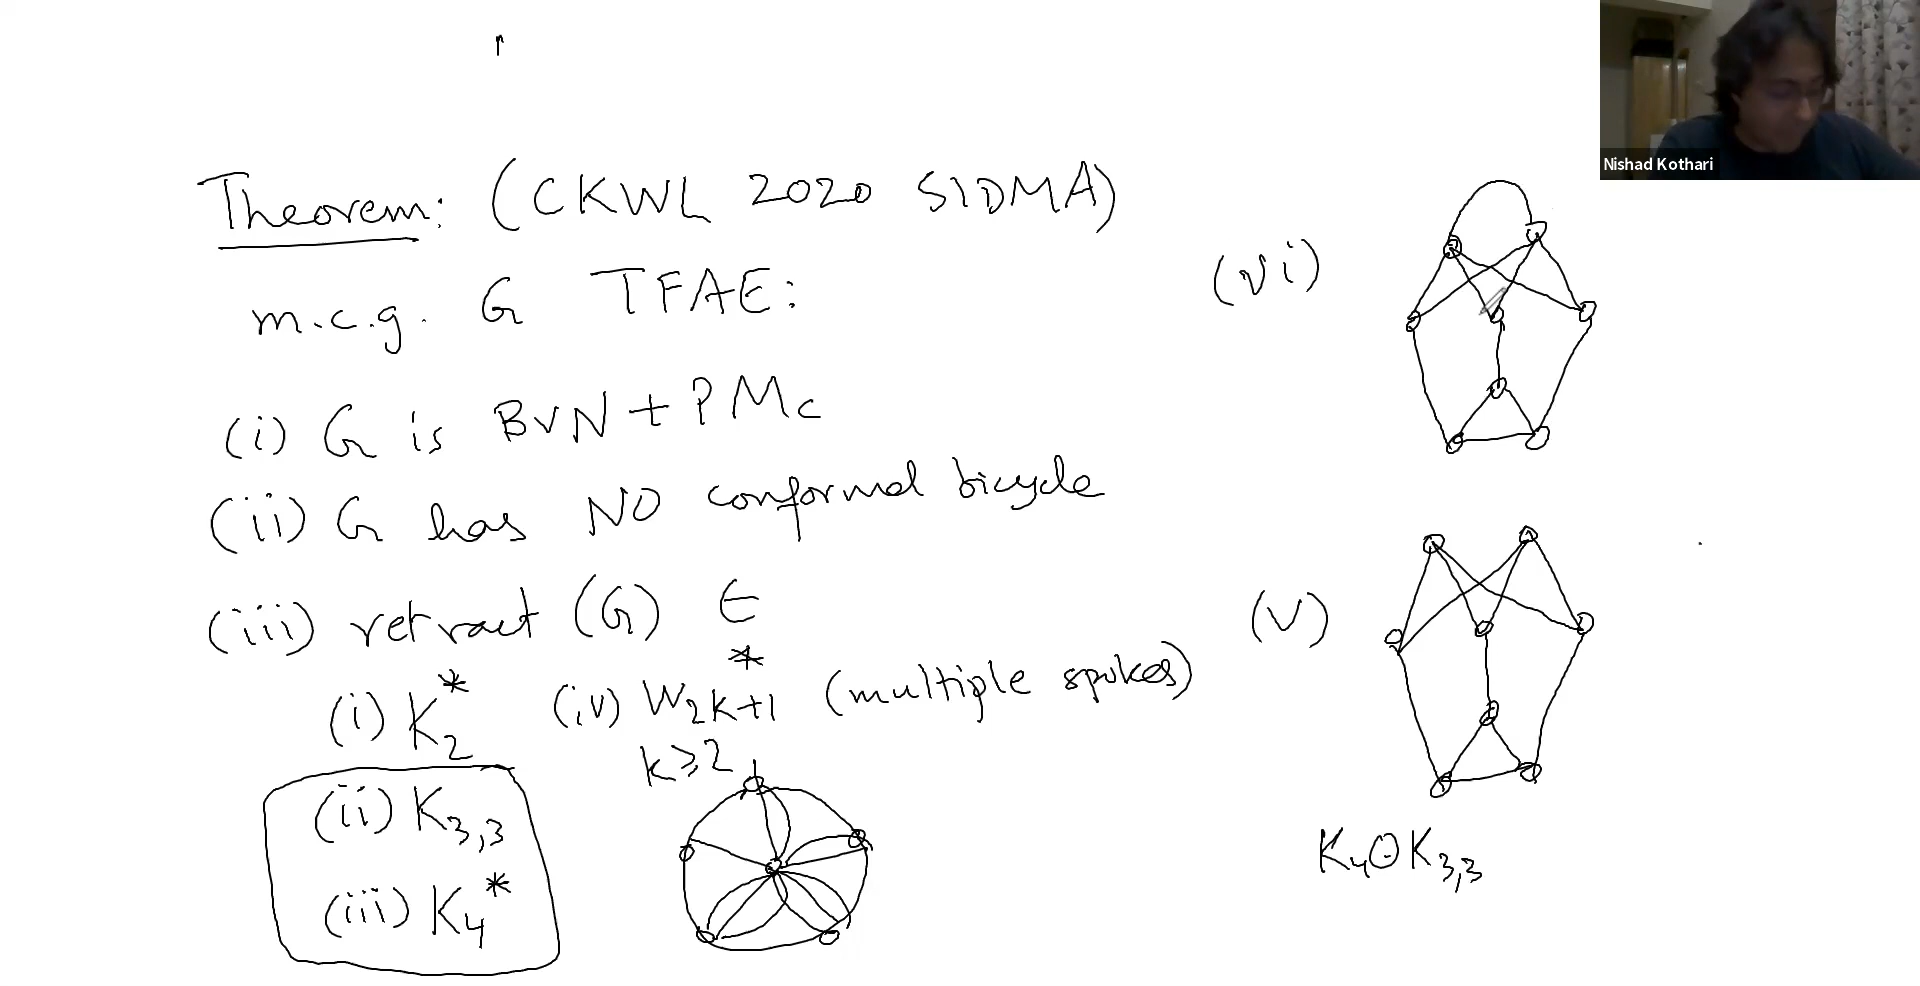 Nishad Kothari
Theorem: (CKWL 2020 SIDMA)
m.c.g. G TFAE:
(i) G is BvN + PMc
(ii) G has NO conformal bicycle
(iii) retract (G) ∈
(i) K₂*
(ii) K₃,₃
(iii) K₄*
(iv) W₂ₖ₊₁* (multiple spokes)
k ≥ 2
(vi)
(v)
K₄⊙K₃,₃